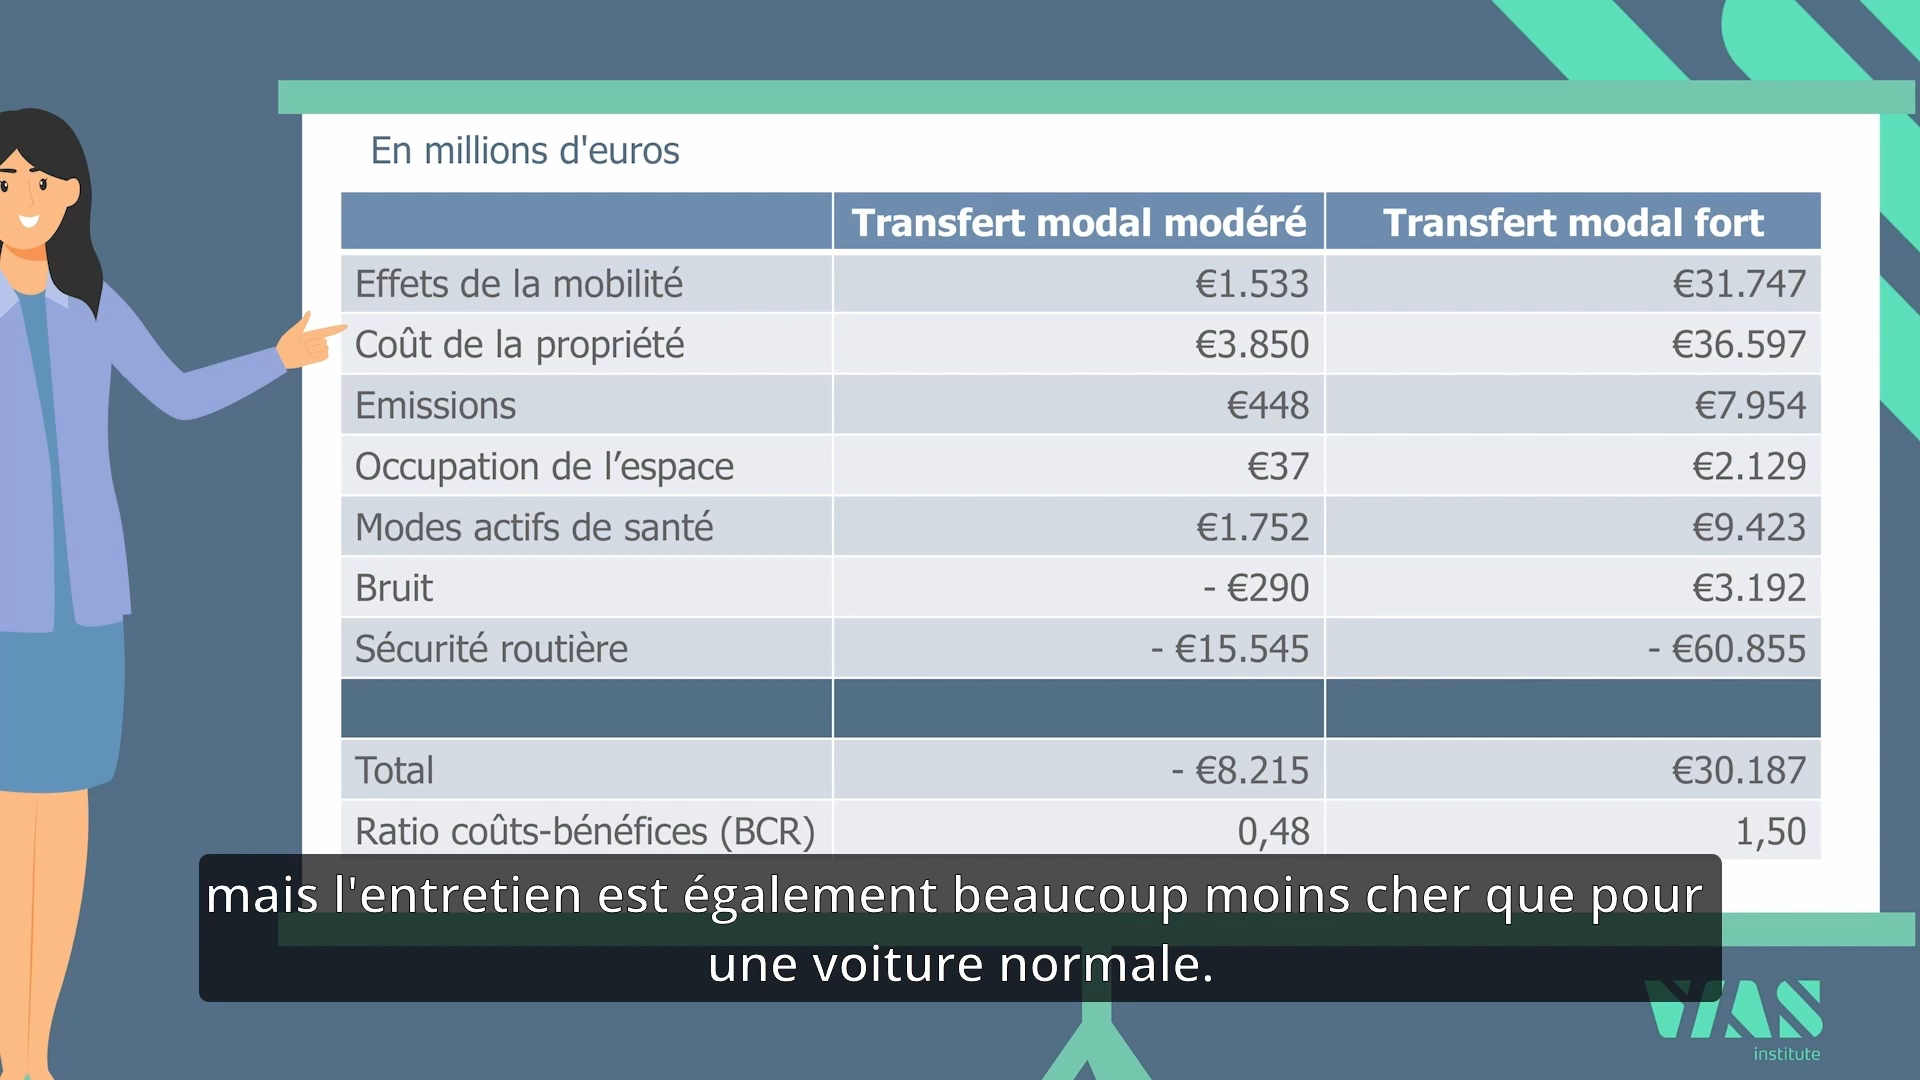 En millions d'euros
Transfert modal modéré Transfert modal fort
Effets de la mobilité €1.533 €31.747
Coût de la propriété €3.850 €36.597
Emissions €448 €7.954
Occupation de l’espace €37 €2.129
Modes actifs de santé €1.752 €9.423
Bruit - €290 €3.192
Sécurité routière - €15.545 - €60.855
Total - €8.215 €30.187
Ratio coûts-bénéfices (BCR) 0,48 1,50
mais l'entretien est également beaucoup moins cher que pour
une voiture normale.
VIAS
institute